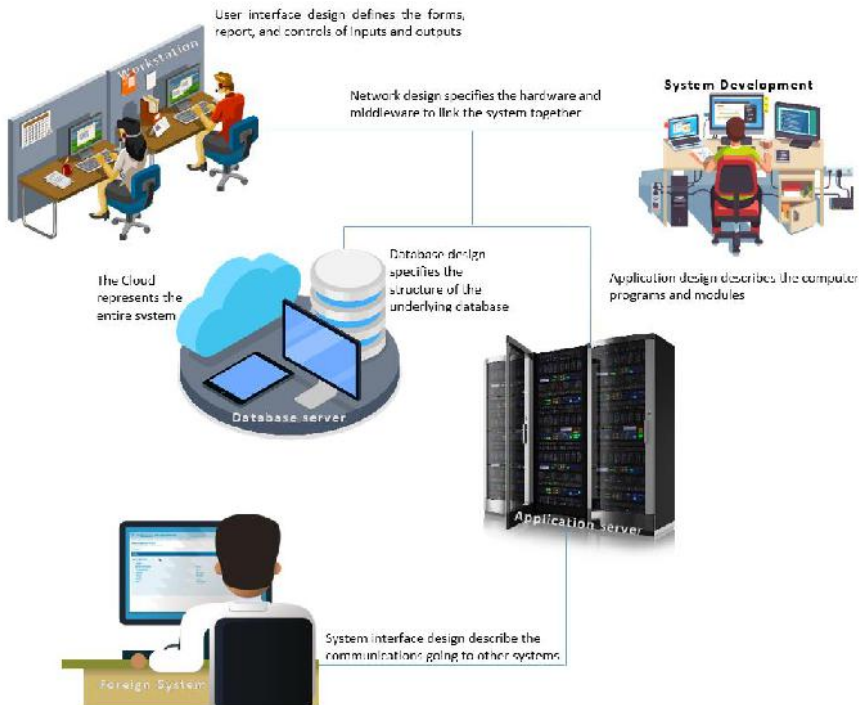 User interface design defines the forms,
report, and controls of inputs and outputs
Workstation
Network design specifies the hardware and
middleware to link the system together
System Development
The Cloud
represents the
entire system
Database design
specifies the
structure of the
underlying database
Application design describes the computer
programs and modules
Database server
Application Server
System interface design describe the
communications going to other systems
Foreign System